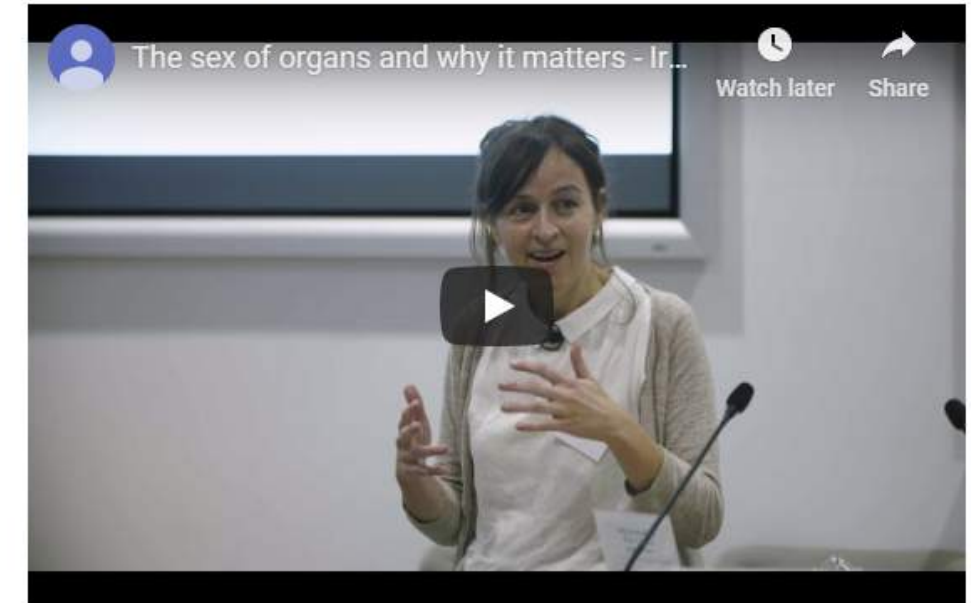 The sex of organs and why it matters - Ir...
Watch later
Share